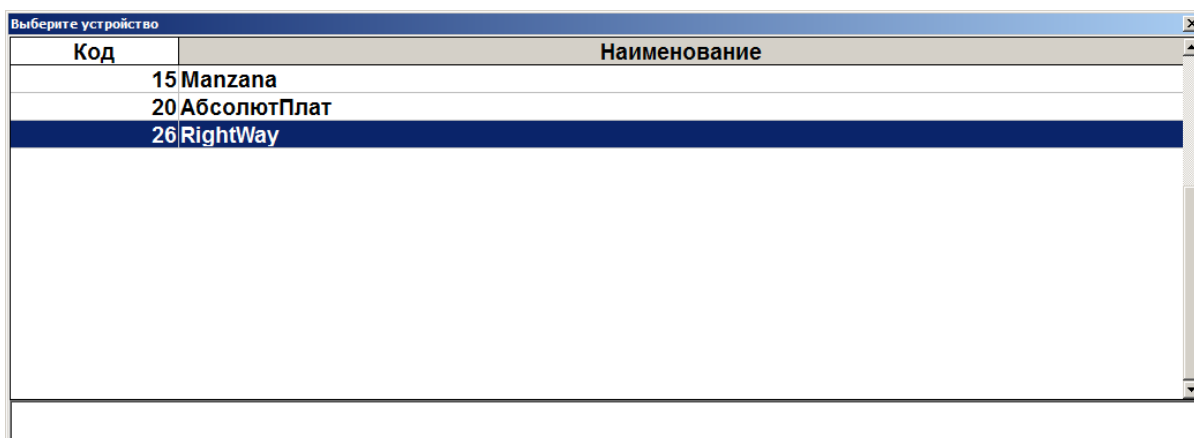 Выберите устройство
Код Наименование
15 Manzana
20 АбсолютПлат
26 RightWay